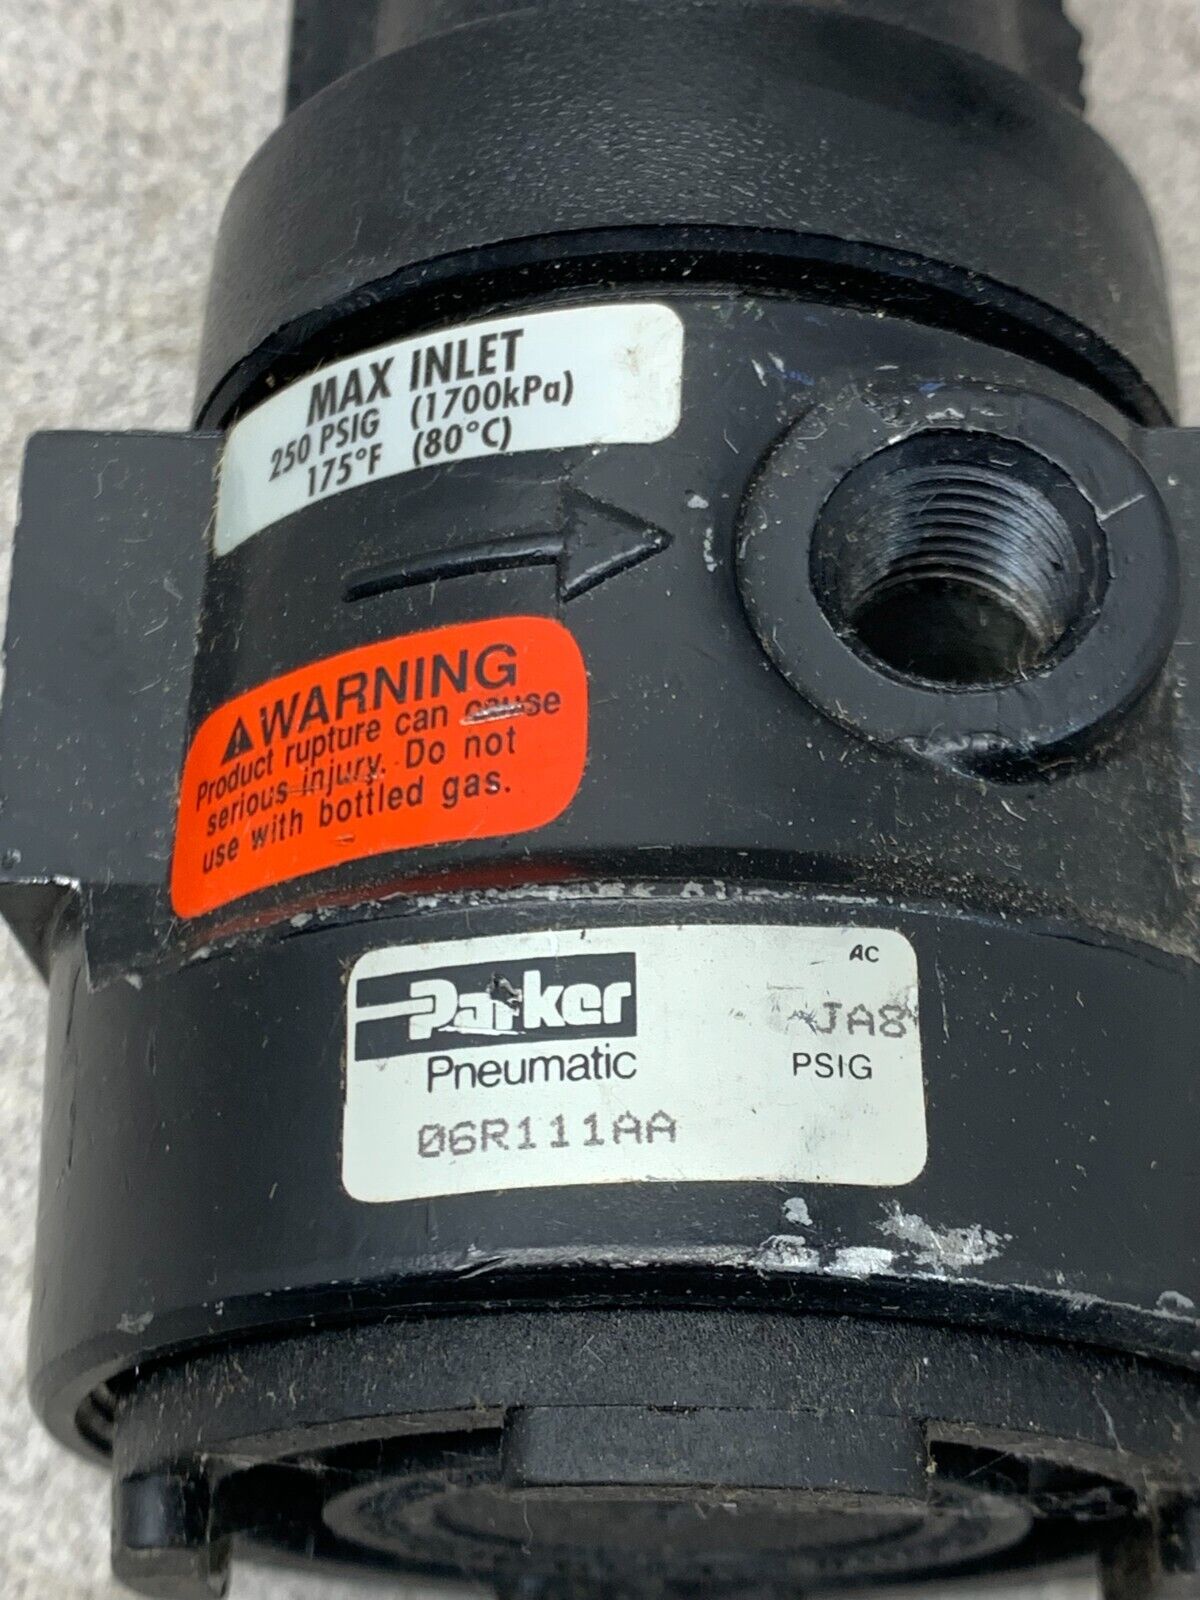 MAX INLET
250 PSIG (1700kPa)
175°F (80°C)
WARNING
Product rupture can cause
serious injury. Do not
use with bottled gas.
Parker
Pneumatic
06R111AA
AC
JA8
PSIG